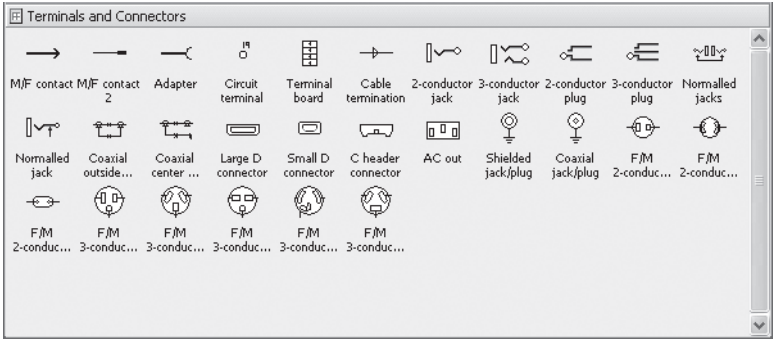 Terminals and Connectors
M/F contact M/F contact 2 Adapter Circuit terminal Terminal board Cable termination 2-conductor jack 3-conductor jack 2-conductor plug 3-conductor plug Normalled jacks
Normalled jack Coaxial outside... Coaxial center ... Large D connector Small D connector C header connector AC out Shielded jack/plug Coaxial jack/plug F/M 2-conduc... F/M 2-conduc...
F/M 2-conduc... F/M 3-conduc... F/M 3-conduc... F/M 3-conduc... F/M 3-conduc... F/M 3-conduc...